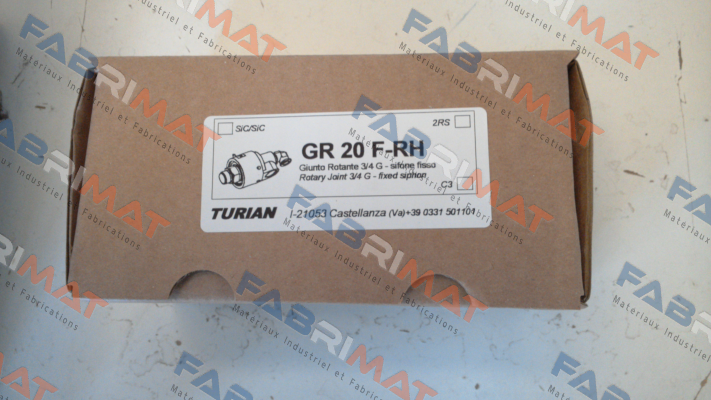 SiC/SiC
2RS
GR 20 F-RH
Giunto Rotante 3/4 G - sifone fisso
Rotary Joint 3/4 G - fixed siphon
C3
TURIAN I-21053 Castellanza (Va)+39 0331 501101
FABRIMAT
Matériaux Industriel et Fabrications